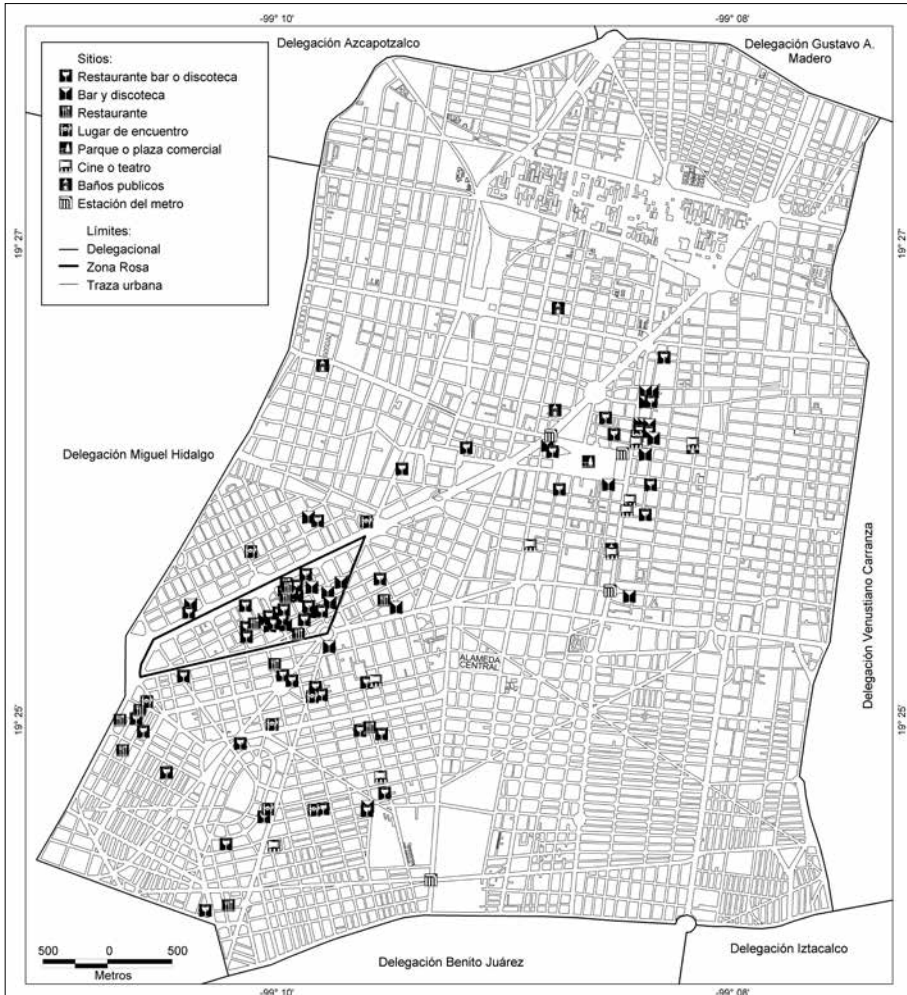 -99° 10'
-99° 08'
Delegación Azcapotzalco
Delegación Gustavo A.
Madero
Sitios:
Restaurante bar o discoteca
Bar y discoteca
Restaurante
Lugar de encuentro
Parque o plaza comercial
Cine o teatro
Baños publicos
Estación del metro
Límites:
Delegacional
Zona Rosa
Traza urbana
19° 27'
19° 27'
Delegación Miguel Hidalgo
Delegación Venustiano Carranza
ALAMEDA
CENTRAL
19° 25'
19° 25'
500 0 500
Metros
Delegación Benito Juárez
Delegación Iztacalco
-99° 10'
-99° 08'